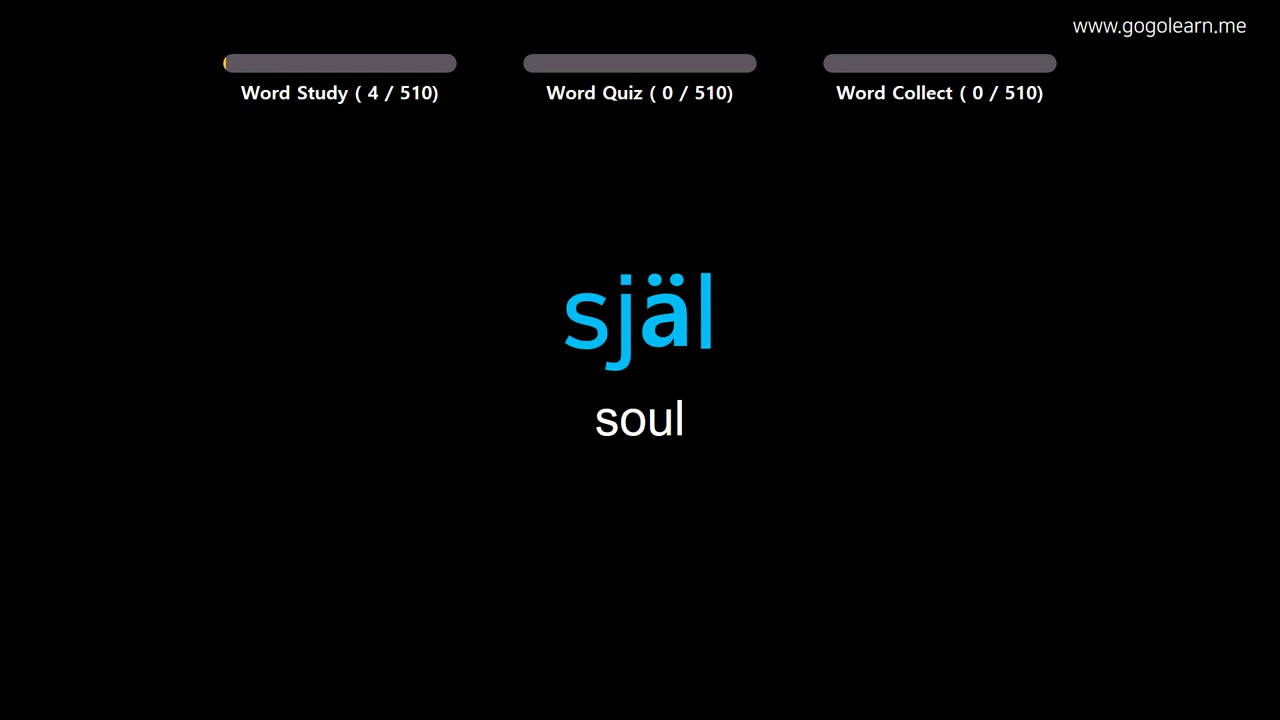 www.gogolearn.me
Word Study ( 4 / 510)
Word Quiz ( 0 / 510)
Word Collect ( 0 / 510)
själ
soul